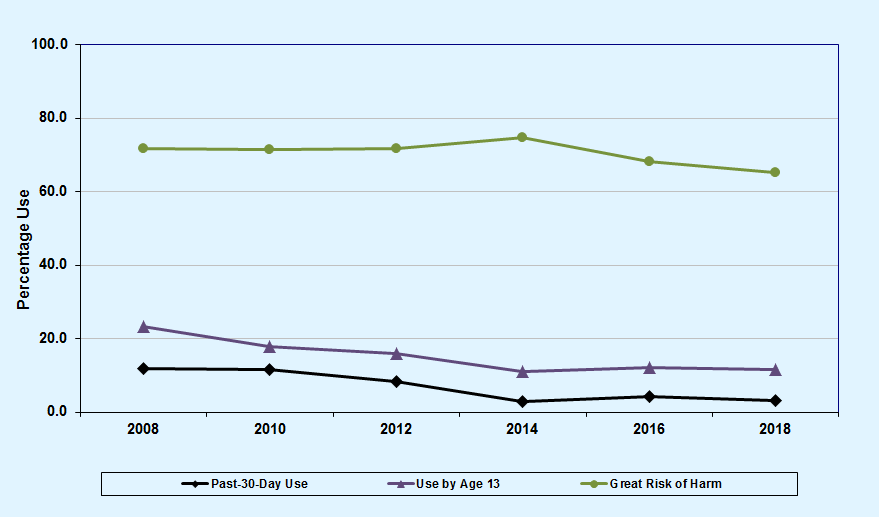 100.0
80.0
60.0
40.0
20.0
0.0
Percentage Use
2008 2010 2012 2014 2016 2018
Past-30-Day Use Use by Age 13 Great Risk of Harm